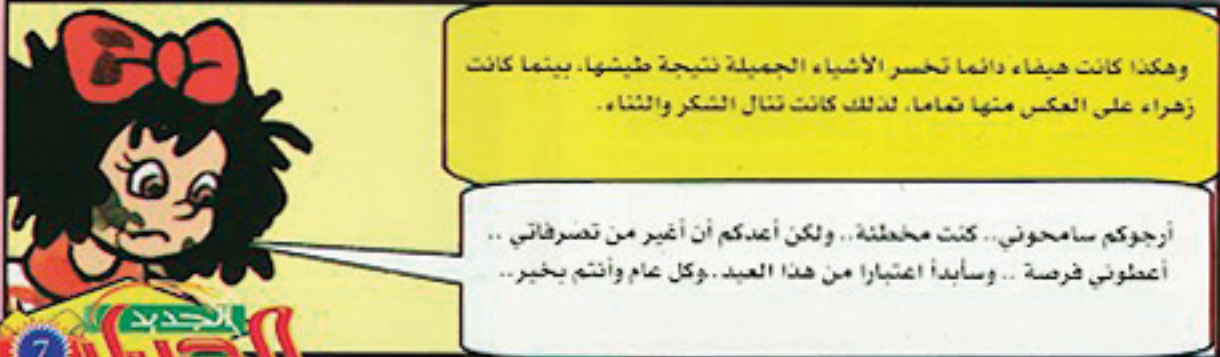 وهكذا كانت هيفاء دائما تخسر الأشياء الجميلة نتيجة طيشها، بينما كانت
زهراء على العكس منها تماما، لذلك كانت تنال الشكر والثناء.
أرجوكم سامحوني.. كنت مخطئة.. ولكن أعدكم أن أغير من تصرفاتي ..
أعطوني فرصة .. وسأبدأ اعتبارا من هذا العيد..وكل عام وأنتم بخير..
الجديد
7